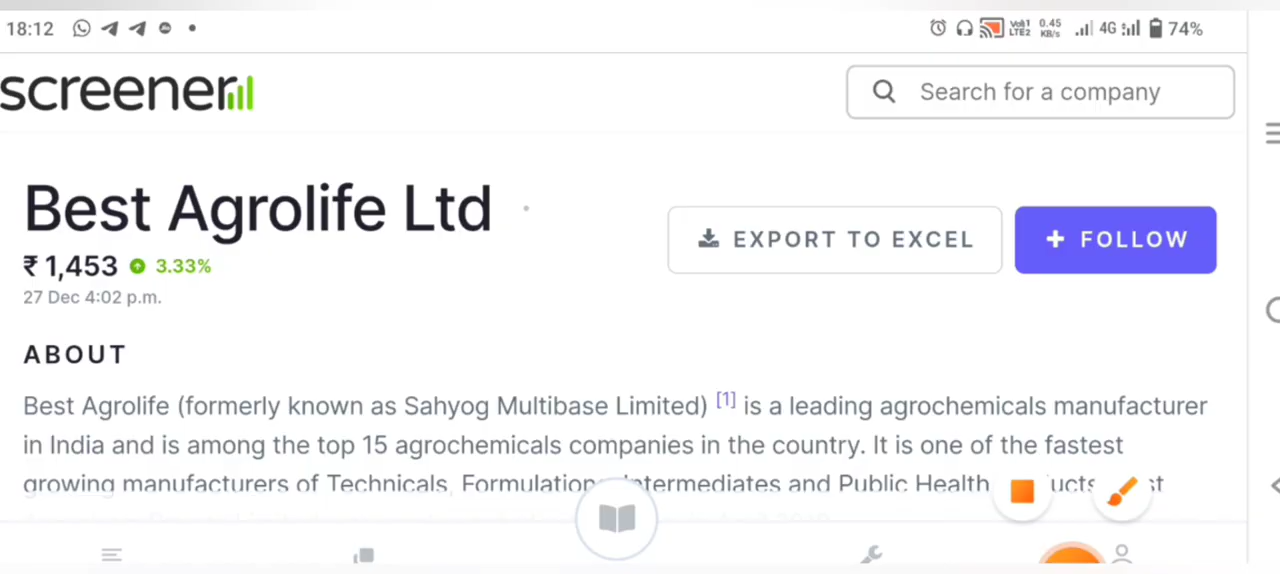 18:12
Vo1) LTE2 0.45 KB/s 4G 74%
screener
Search for a company
Best Agrolife Ltd
EXPORT TO EXCEL
+ FOLLOW
₹ 1,453 3.33%
27 Dec 4:02 p.m.
ABOUT
Best Agrolife (formerly known as Sahyog Multibase Limited) [1] is a leading agrochemicals manufacturer
in India and is among the top 15 agrochemicals companies in the country. It is one of the fastest
growing manufacturers of Technicals, Formulation Intermediates and Public Health